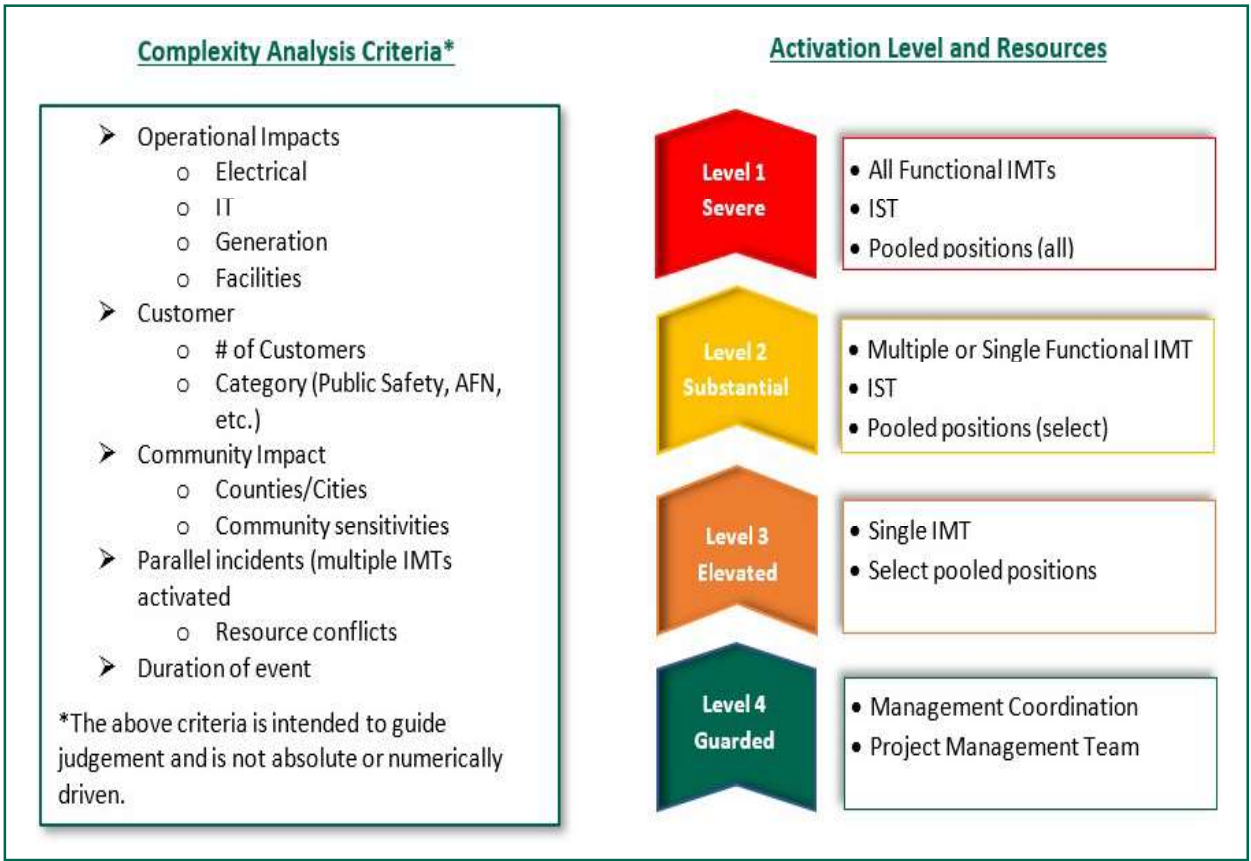 Complexity Analysis Criteria*
➢ Operational Impacts
o Electrical
o IT
o Generation
o Facilities
➢ Customer
o # of Customers
o Category (Public Safety, AFN,
etc.)
➢ Community Impact
o Counties/Cities
o Community sensitivities
➢ Parallel incidents (multiple IMTs
activated
o Resource conflicts
➢ Duration of event
*The above criteria is intended to guide
judgement and is not absolute or numerically
driven.
Activation Level and Resources
Level 1
Severe
• All Functional IMTs
• IST
• Pooled positions (all)
Level 2
Substantial
• Multiple or Single Functional IMT
• IST
• Pooled positions (select)
Level 3
Elevated
• Single IMT
• Select pooled positions
Level 4
Guarded
• Management Coordination
• Project Management Team